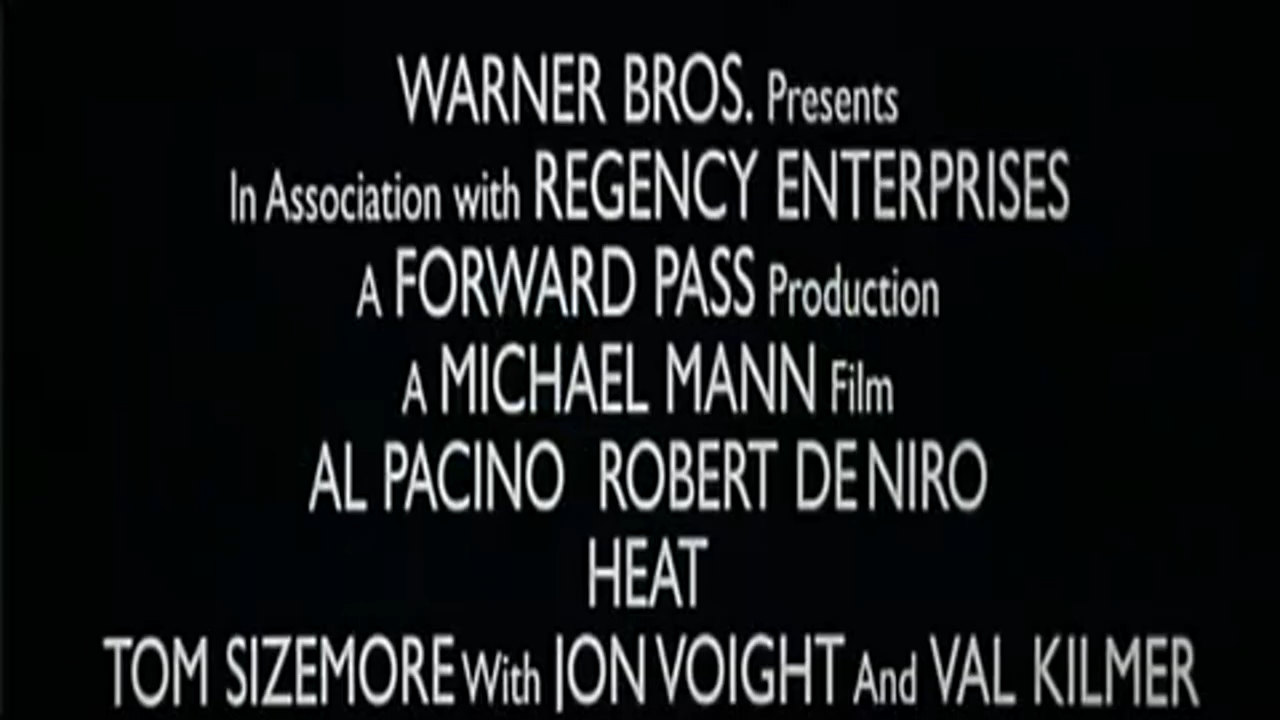 WARNER BROS. Presents
In Association with REGENCY ENTERPRISES
A FORWARD PASS Production
A MICHAEL MANN Film
AL PACINO ROBERT DE NIRO
HEAT
TOM SIZEMORE With JON VOIGHT And VAL KILMER